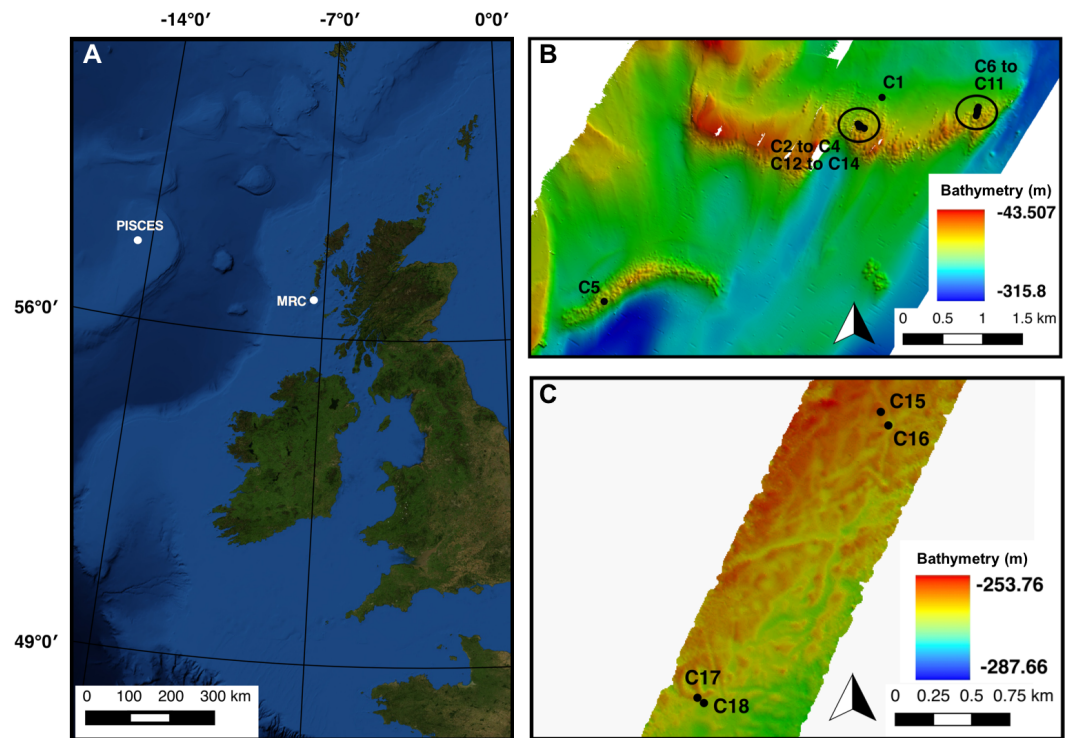 -14°0′
-7°0′
0°0′
A
PISCES
MRC
56°0′
49°0′
0 100 200 300 km
B
C1
C6 to
C11
C2 to C4
C12 to C14
C5
Bathymetry (m)
-43.507
-315.8
0 0.5 1 1.5 km
C
C15
C16
C17
C18
Bathymetry (m)
-253.76
-287.66
0 0.25 0.5 0.75 km